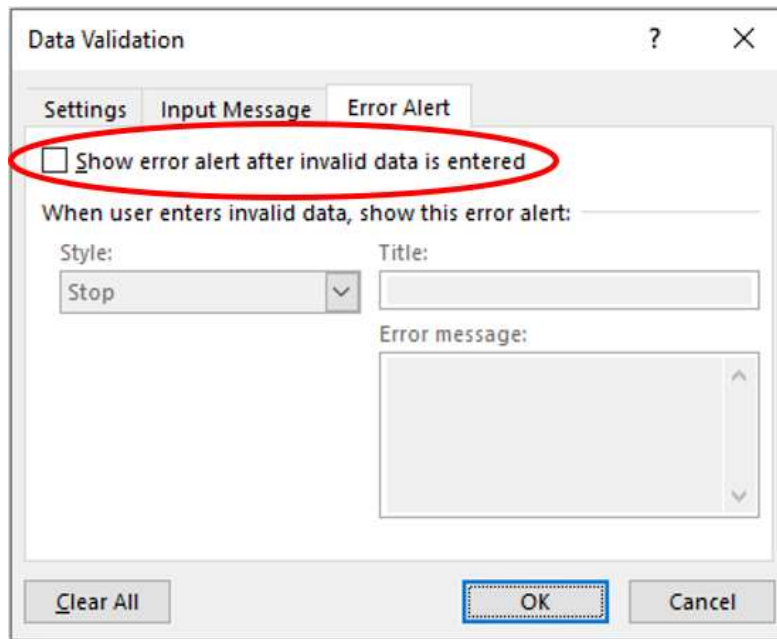 Data Validation ?
Settings Input Message Error Alert
Show error alert after invalid data is entered
When user enters invalid data, show this error alert:
Style: Title:
Stop
Error message:
Clear All OK Cancel